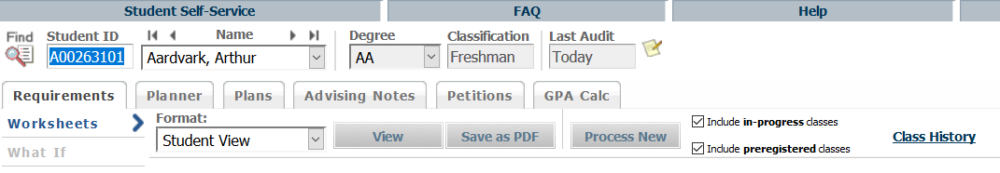 Student Self-Service FAQ Help
Find Student ID Name Degree Classification Last Audit
A00263101 Aardvark, Arthur AA Freshman Today
Requirements Planner Plans Advising Notes Petitions GPA Calc
Worksheets Format: Include in-progress classes
Student View View Save as PDF Process New Class History
What If Include preregistered classes